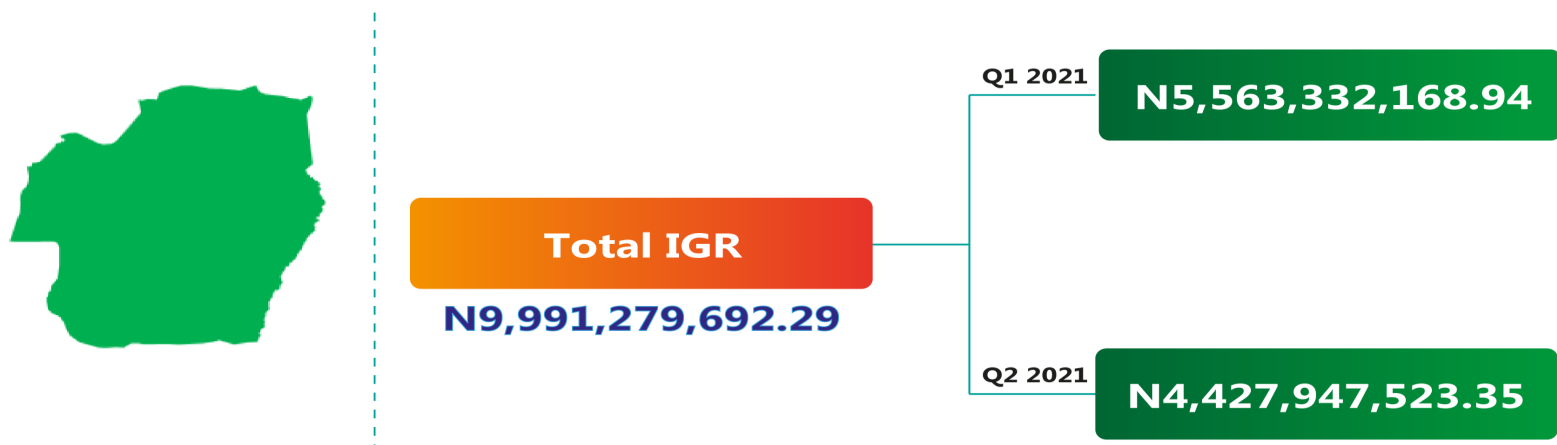 Q1 2021
N5,563,332,168.94
Total IGR
N9,991,279,692.29
Q2 2021
N4,427,947,523.35